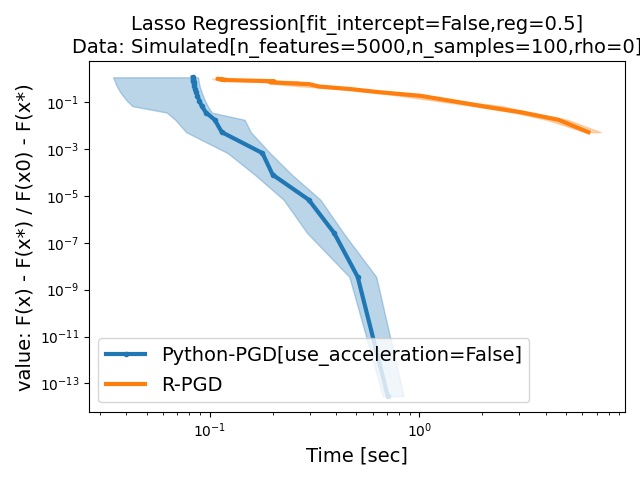 Lasso Regression[fit_intercept=False,reg=0.5]
Data: Simulated[n_features=5000,n_samples=100,rho=0]
value: F(x) - F(x*) / F(x0) - F(x*)
10⁻¹
10⁻³
10⁻⁵
10⁻⁷
10⁻⁹
10⁻¹¹
10⁻¹³
Python-PGD[use_acceleration=False]
R-PGD
10⁻¹
10⁰
Time [sec]